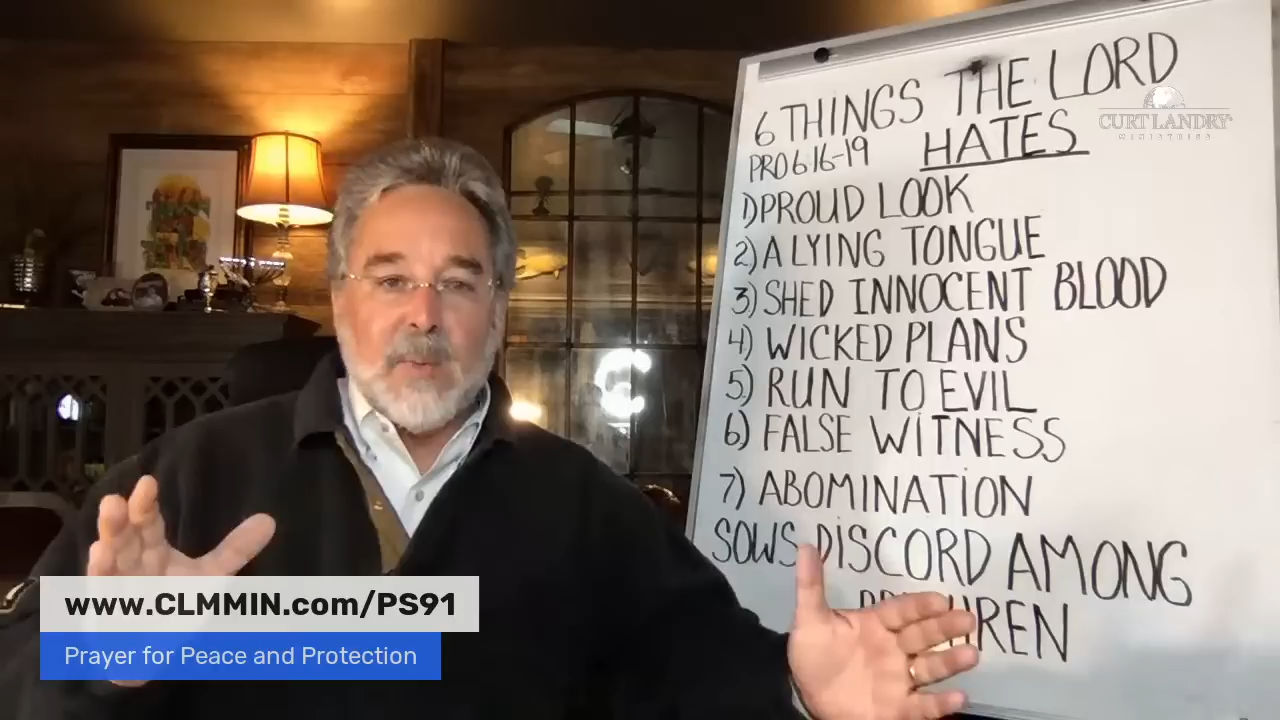 6 THINGS THE LORD
PRO 6 16-19 HATES
1) PROUD LOOK
2) A LYING TONGUE
3) SHED INNOCENT BLOOD
4) WICKED PLANS
5) RUN TO EVIL
6) FALSE WITNESS
7) ABOMINATION
SOWS DISCORD AMONG
CURT LANDRY
MINISTRIES
www.CLMMIN.com/PS91
Prayer for Peace and Protection